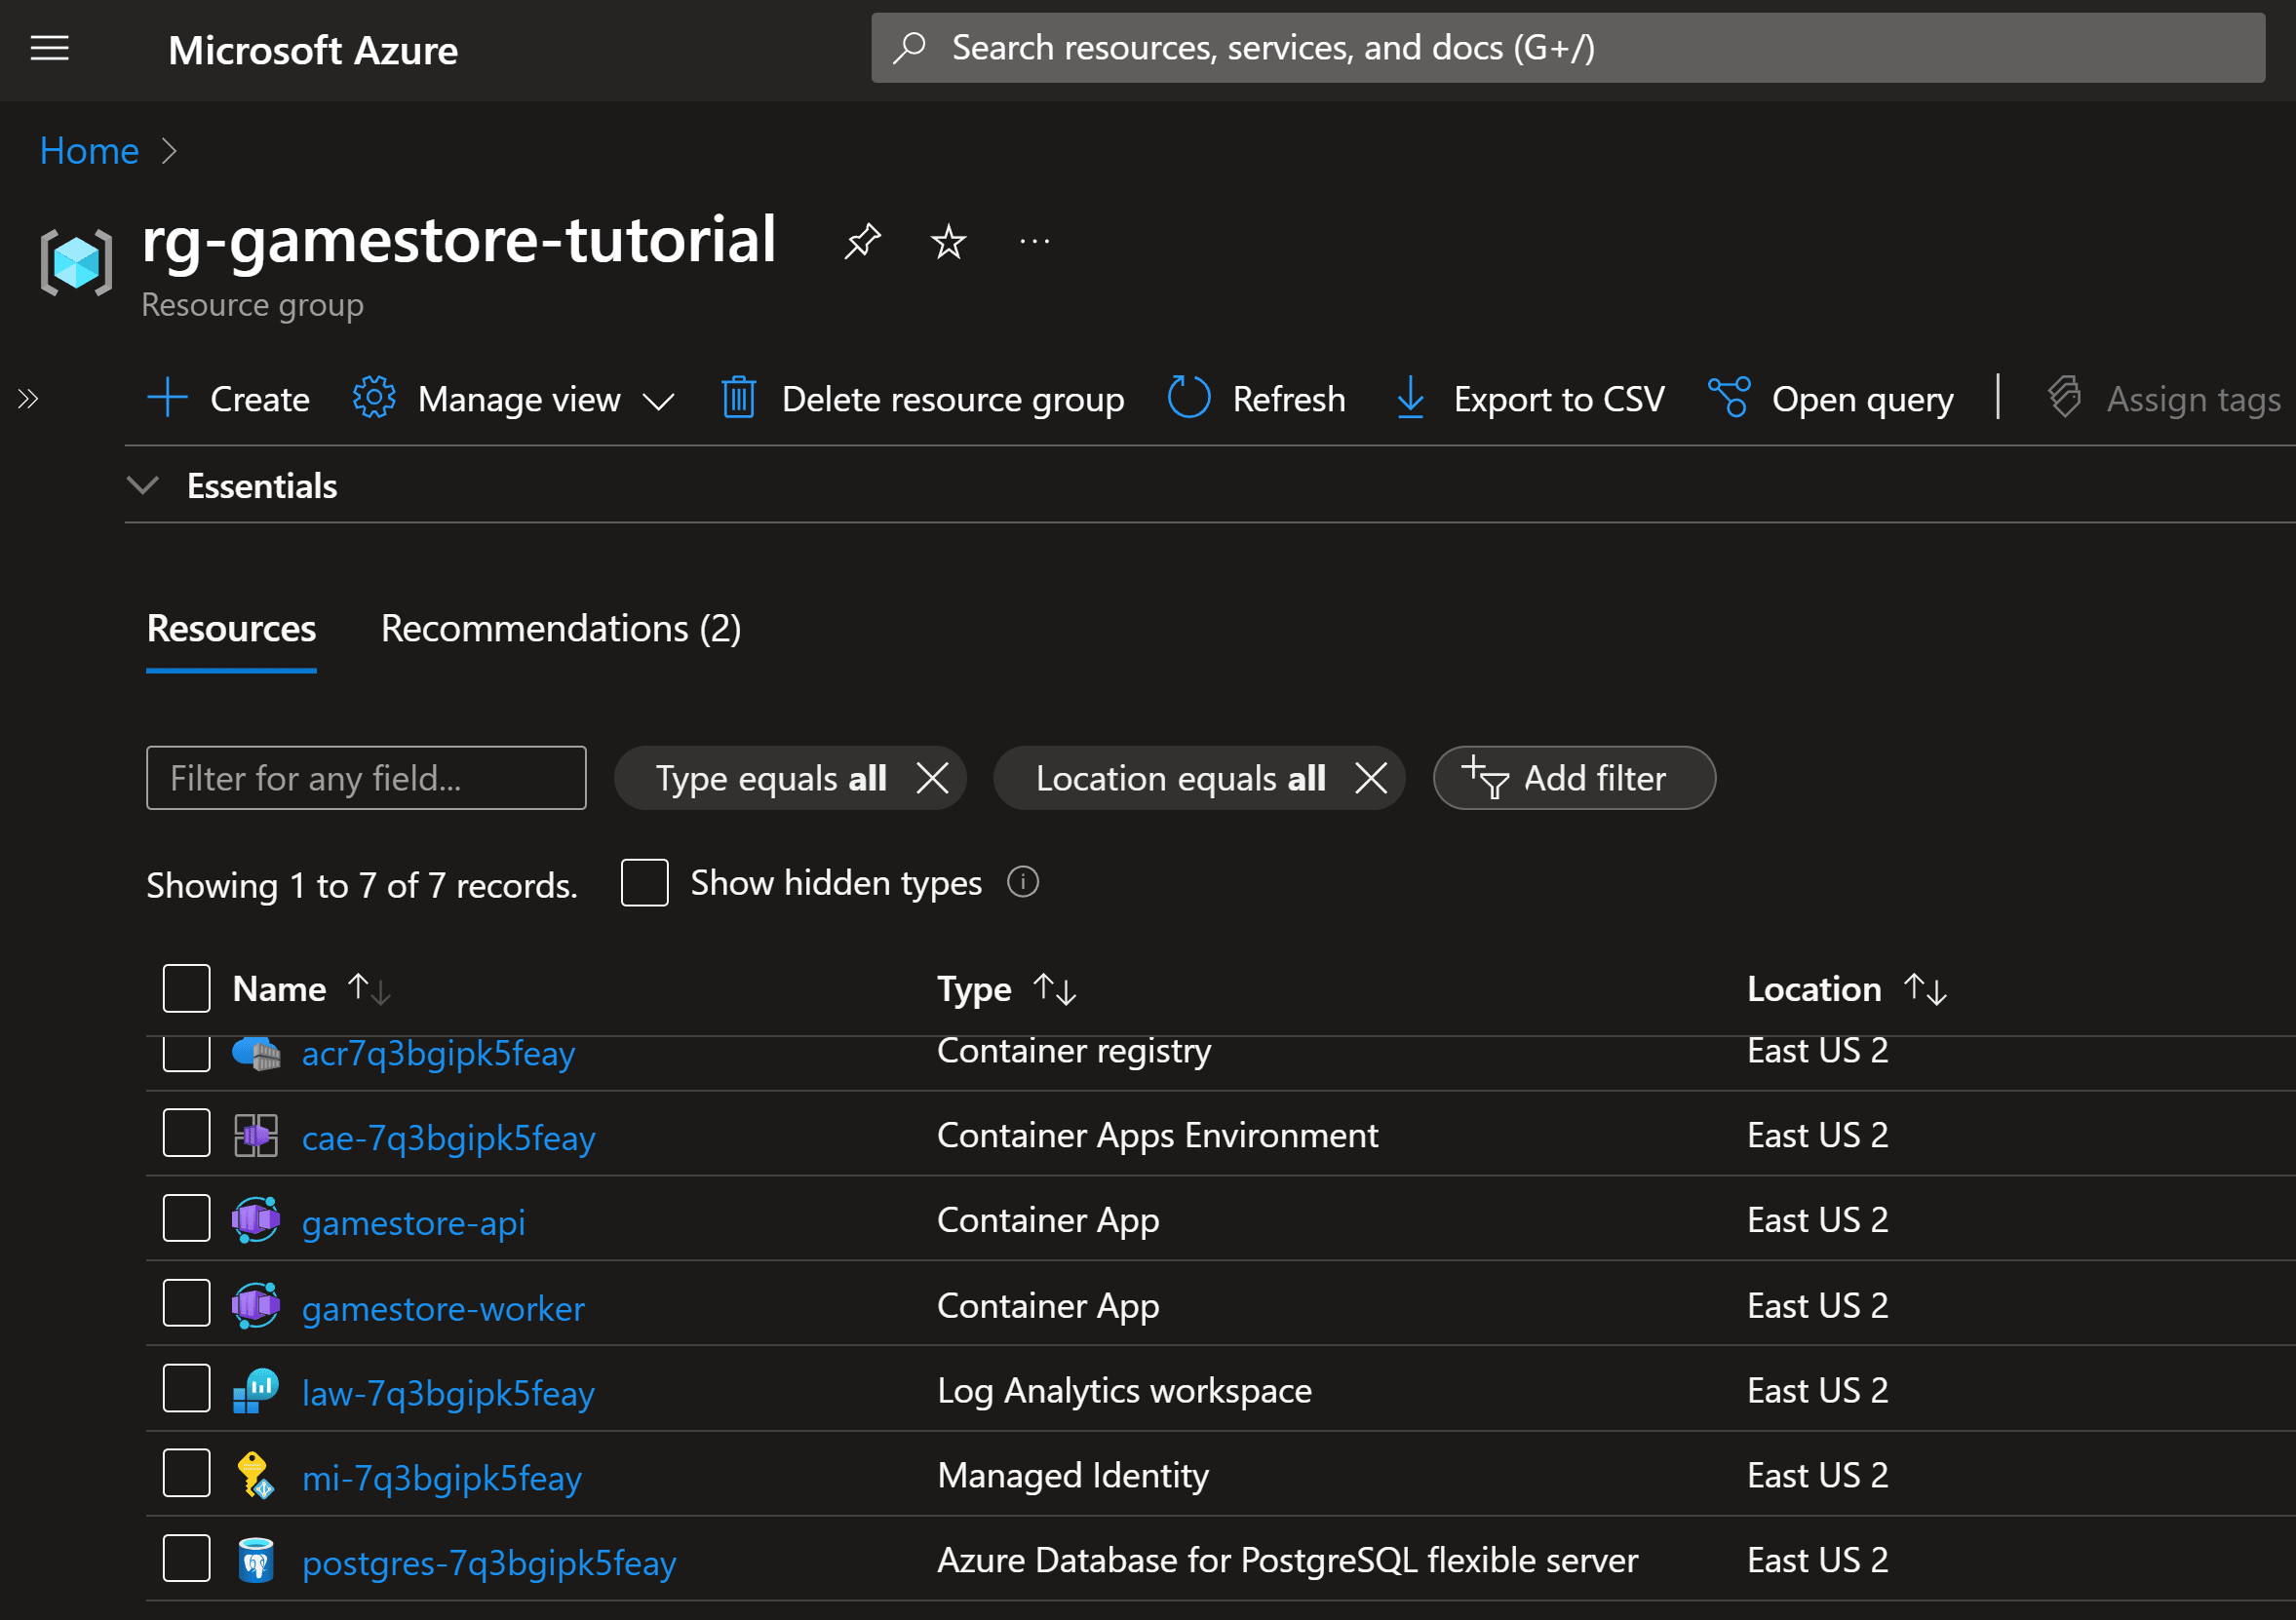 Microsoft Azure
Search resources, services, and docs (G+/)
Home
rg-gamestore-tutorial
Resource group
Create
Manage view
Delete resource group
Refresh
Export to CSV
Open query
Assign tags
Essentials
Resources
Recommendations (2)
Filter for any field...
Type equals all
Location equals all
Add filter
Showing 1 to 7 of 7 records.
Show hidden types
Name Type Location
acr7q3bgipk5feay Container registry East US 2
cae-7q3bgipk5feay Container Apps Environment East US 2
gamestore-api Container App East US 2
gamestore-worker Container App East US 2
law-7q3bgipk5feay Log Analytics workspace East US 2
mi-7q3bgipk5feay Managed Identity East US 2
postgres-7q3bgipk5feay Azure Database for PostgreSQL flexible server East US 2